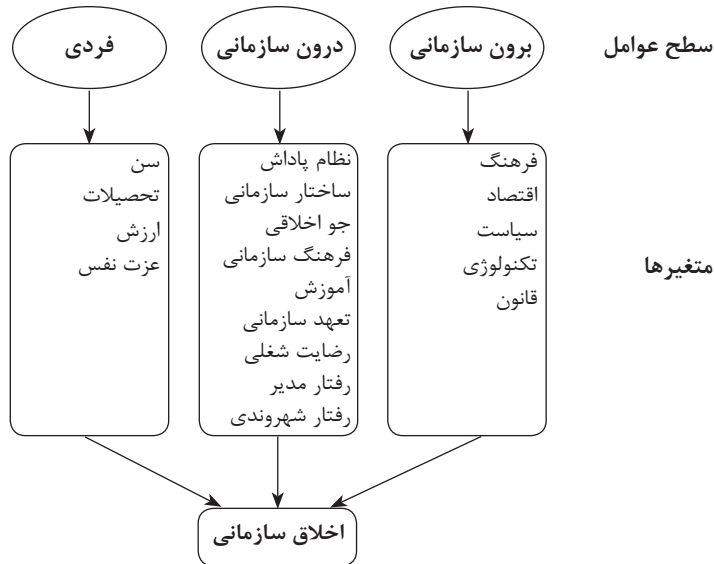 سطح عوامل
برون سازمانی
درون سازمانی
فردی
متغیرها
فرهنگ
اقتصاد
سیاست
تکنولوژی
قانون
نظام پاداش
ساختار سازمانی
جو اخلاقی
فرهنگ سازمانی
آموزش
تعهد سازمانی
رضایت شغلی
رفتار مدیر
رفتار شهروندی
سن
تحصیلات
ارزش
عزت نفس
اخلاق سازمانی